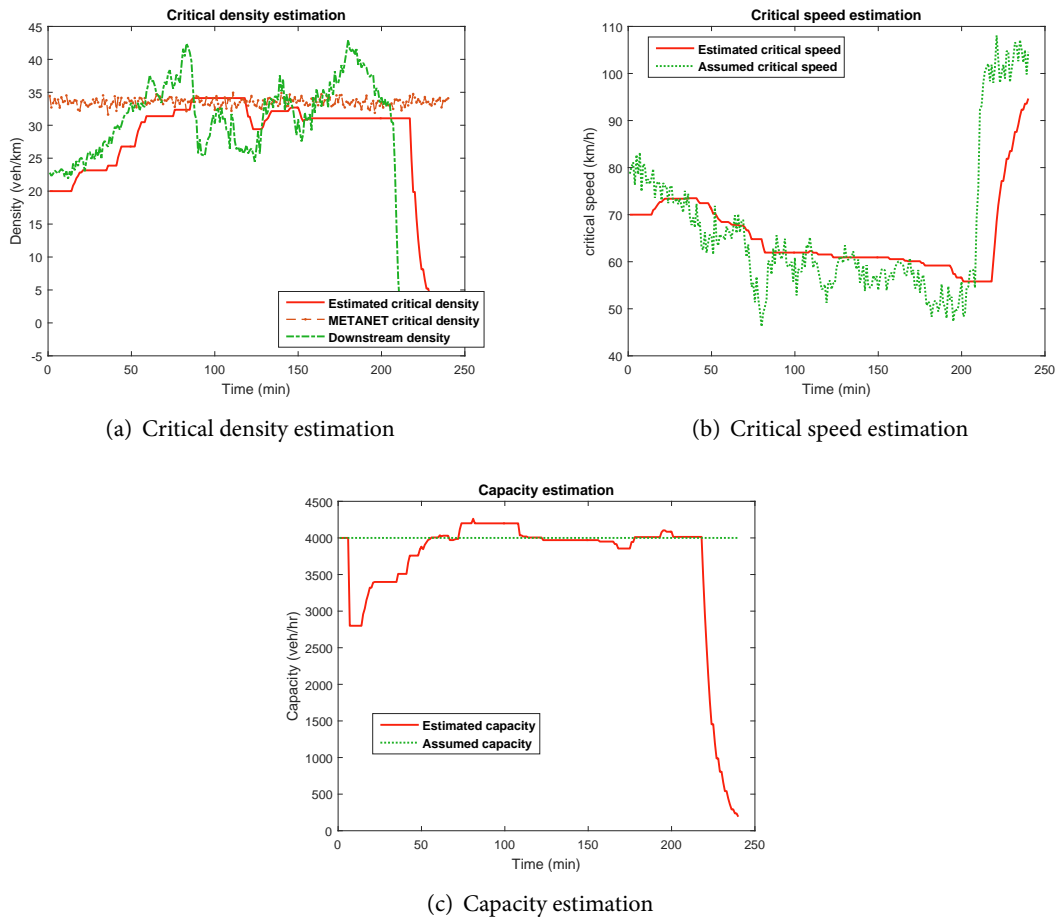 Critical density estimation
45
40
35
30
25
20
15
10
5
0
-5
Density (veh/km)
Estimated critical density
METANET critical density
Downstream density
0 50 100 150 200 250
Time (min)
(a) Critical density estimation
Critical speed estimation
110
100
90
80
70
60
50
40
critical speed (km/h)
Estimated critical speed
Assumed critical speed
0 50 100 150 200 250
Time (min)
(b) Critical speed estimation
Capacity estimation
4500
4000
3500
3000
2500
2000
1500
1000
500
0
Capacity (veh/hr)
Estimated capacity
Assumed capacity
0 50 100 150 200 250
Time (min)
(c) Capacity estimation